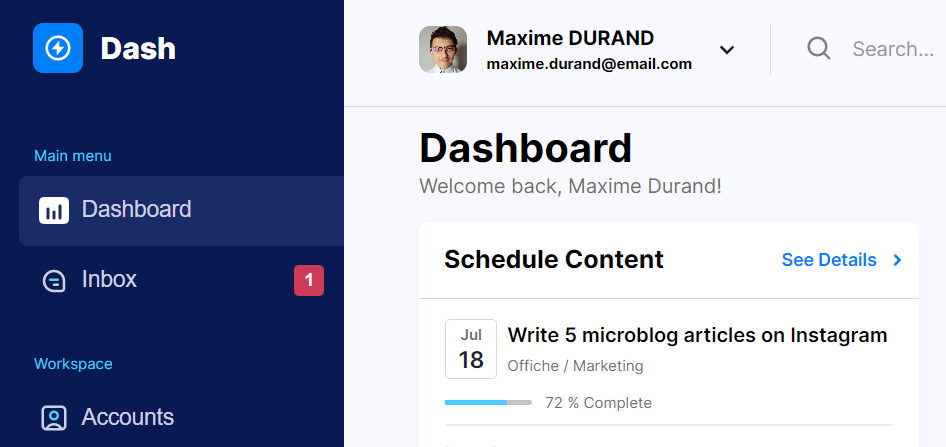 Dash
Main menu
Dashboard
Inbox
1
Workspace
Accounts
Maxime DURAND
maxime.durand@email.com
Search...
Dashboard
Welcome back, Maxime Durand!
Schedule Content
See Details
Jul
18
Write 5 microblog articles on Instagram
Offiche / Marketing
72 % Complete